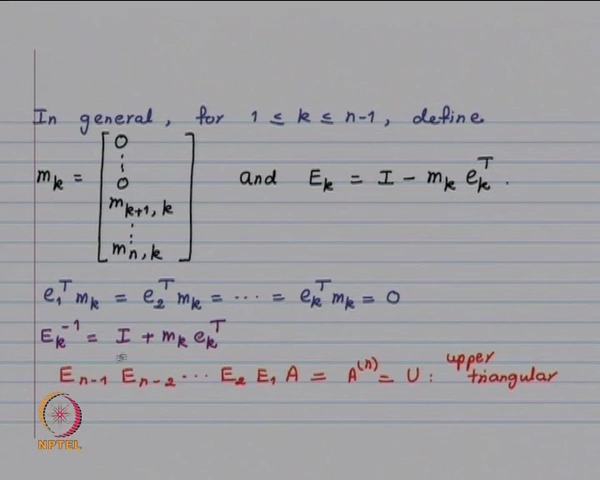 In general, for 1 ≤ k ≤ n-1, define
m_k = [0 ⋮ 0 m_{k+1,k} ⋮ m_{n,k}] and E_k = I - m_k e_k^T.
e_1^T m_k = e_2^T m_k = ⋯ = e_k^T m_k = 0
E_k^{-1} = I + m_k e_k^T
E_{n-1} E_{n-2} ⋯ E_2 E_1 A = A^{(n)} = U : upper triangular
NPTEL